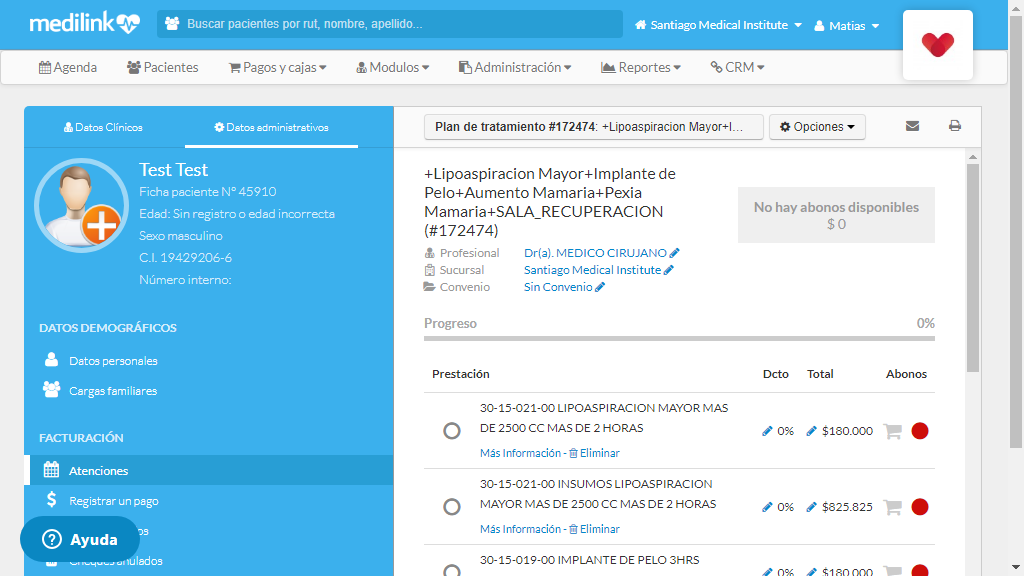 medilink
Buscar pacientes por rut, nombre, apellido...
Santiago Medical Institute
Matias
Agenda
Pacientes
Pagos y cajas
Modulos
Administración
Reportes
CRM
Datos Clínicos
Datos administrativos
Test Test
Ficha paciente N° 45910
Edad: Sin registro o edad incorrecta
Sexo masculino
C.I. 19429206-6
Número interno:
DATOS DEMOGRÁFICOS
Datos personales
Cargas familiares
FACTURACIÓN
Atenciones
Registrar un pago
Cheques anulados
Ayuda
Plan de tratamiento #172474: +Lipoaspiracion Mayor+I...
Opciones
+Lipoaspiracion Mayor+Implante de
Pelo+Aumento Mamaria+Pexia
Mamaria+SALA_RECUPERACION
(#172474)
No hay abonos disponibles
$ 0
Profesional Dr(a). MEDICO CIRUJANO
Sucursal Santiago Medical Institute
Convenio Sin Convenio
Progreso 0%
Prestación Dcto Total Abonos
30-15-021-00 LIPOASPIRACION MAYOR MAS
DE 2500 CC MAS DE 2 HORAS
0% $180.000
Más Información - Eliminar
30-15-021-00 INSUMOS LIPOASPIRACION
MAYOR MAS DE 2500 CC MAS DE 2 HORAS
0% $825.825
Más Información - Eliminar
30-15-019-00 IMPLANTE DE PELO 3HRS
0% $180.000